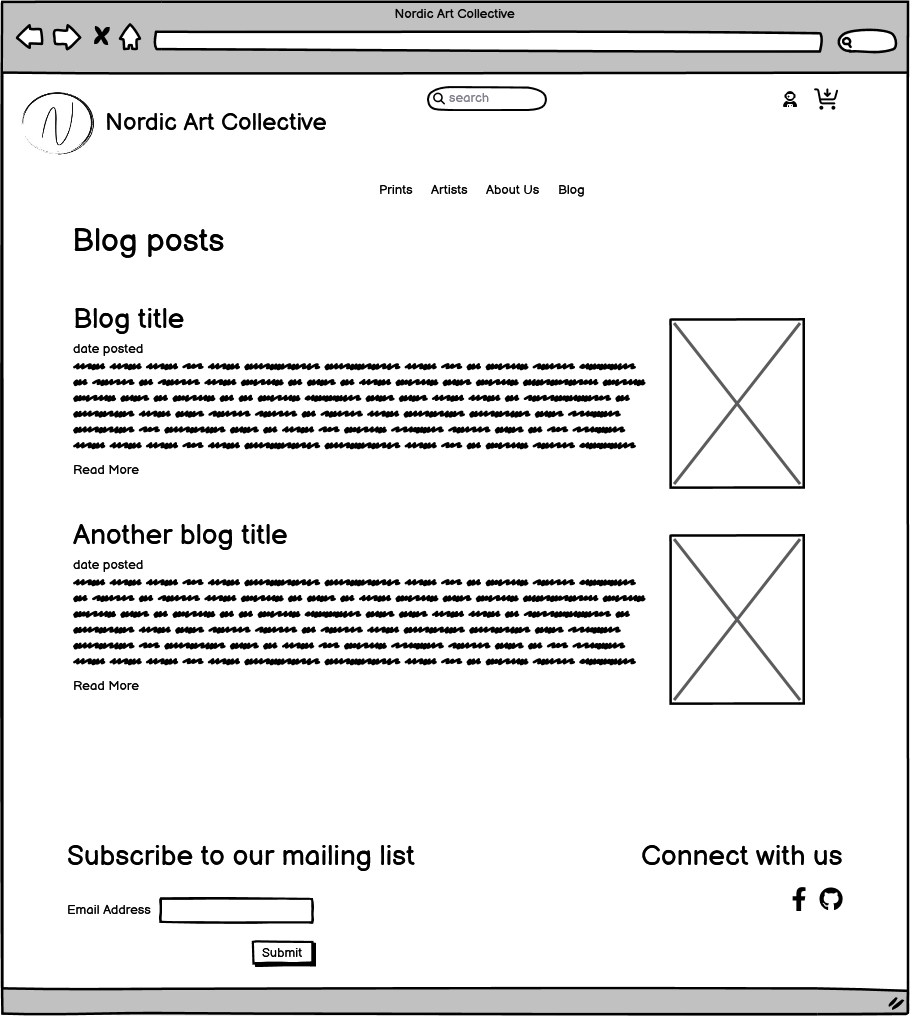 Nordic Art Collective
search
N
Nordic Art Collective
Prints Artists About Us Blog
Blog posts
Blog title
date posted
Read More
Another blog title
date posted
Read More
Subscribe to our mailing list
Connect with us
Email Address
Submit